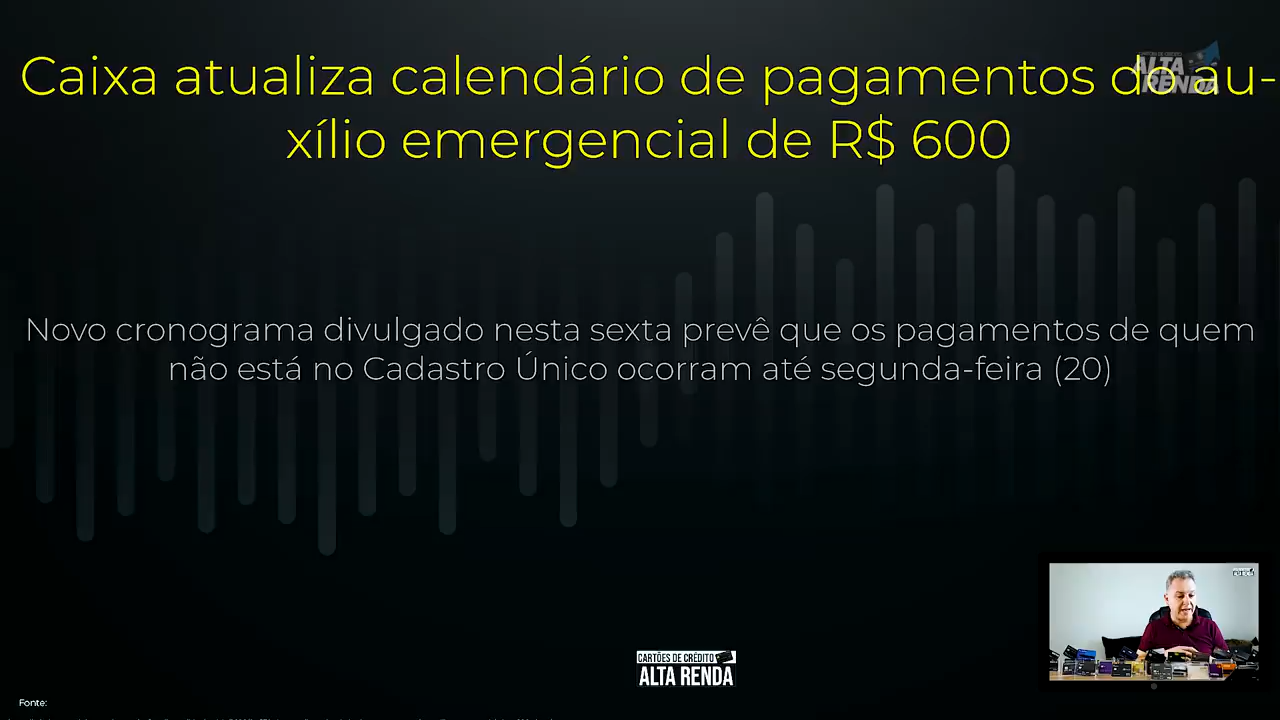 Caixa atualiza calendário de pagamentos do au-
xílio emergencial de R$ 600
ALTA
RENDA
Novo cronograma divulgado nesta sexta prevê que os pagamentos de quem
não está no Cadastro Único ocorram até segunda-feira (20)
CARTÕES DE CRÉDITO
ALTA RENDA
Fonte: